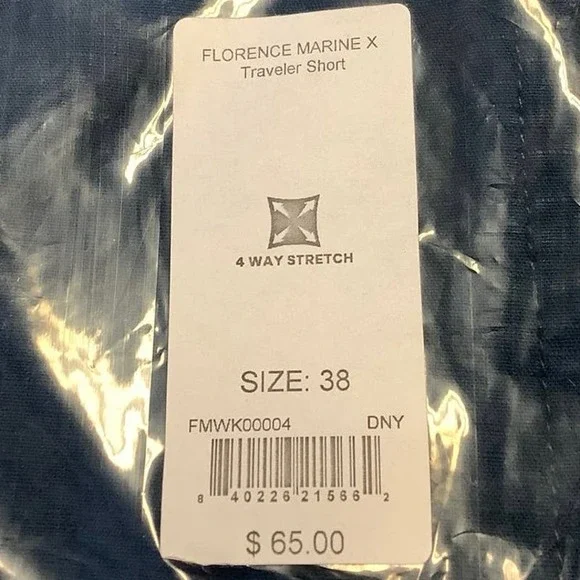 FLORENCE MARINE X
Traveler Short
4 WAY STRETCH
SIZE: 38
FMWK00004 DNY
8 40226 21566 2
$ 65.00